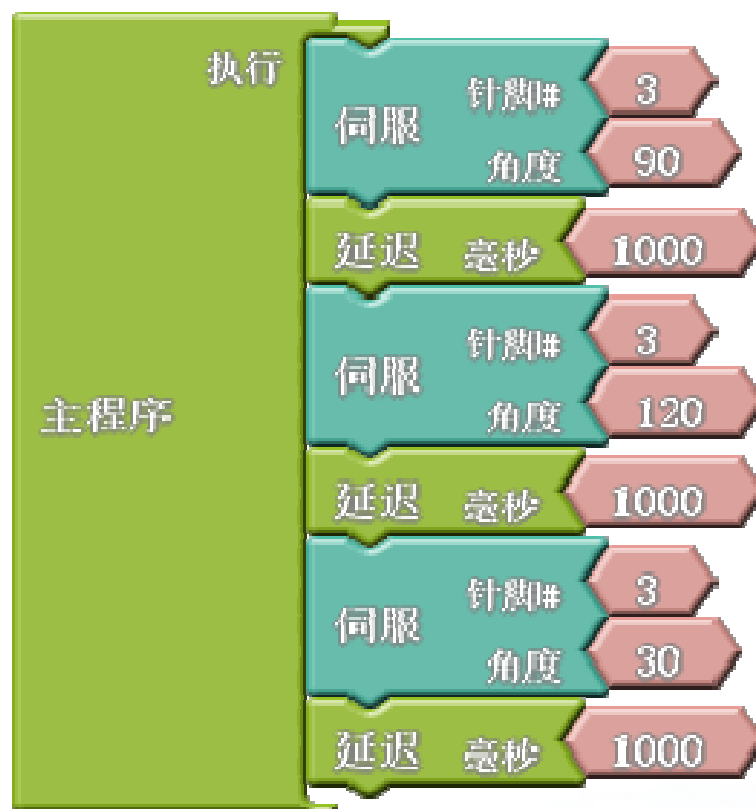 执行
伺服 针脚# 3
角度 90
延迟 毫秒 1000
伺服 针脚# 3
角度 120
主程序
延迟 毫秒 1000
伺服 针脚# 3
角度 30
延迟 毫秒 1000